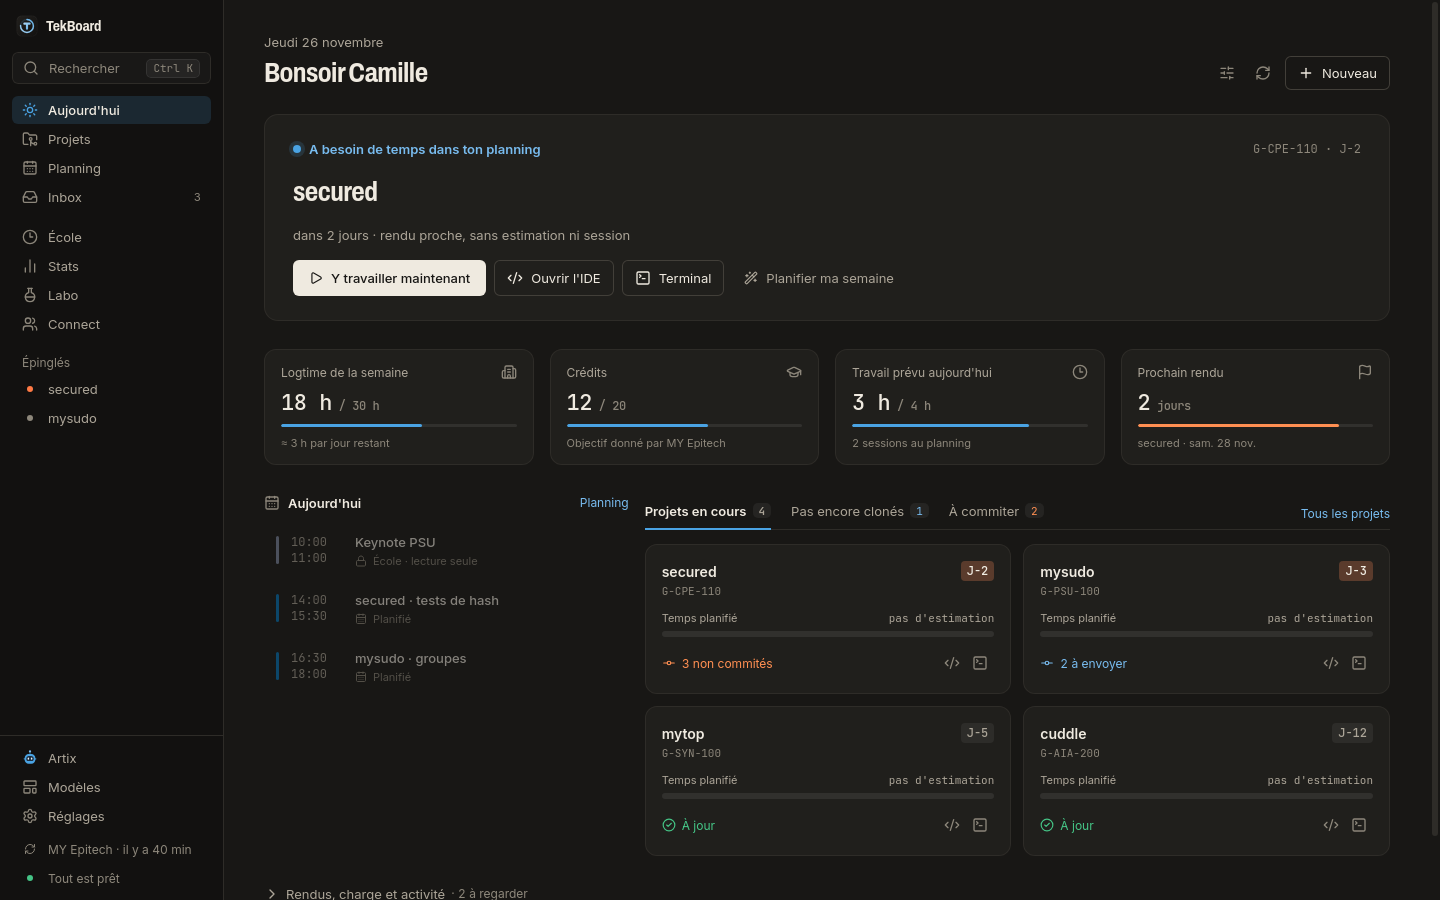 TekBoard
Rechercher Ctrl K
Aujourd'hui
Projets
Planning
Inbox 3
École
Stats
Labo
Connect
Épinglés
secured
mysudo
Artix
Modèles
Réglages
MY Epitech · il y a 40 min
Tout est prêt
Jeudi 26 novembre
Bonsoir Camille
Nouveau
A besoin de temps dans ton planning
G-CPE-110 · J-2
secured
dans 2 jours · rendu proche, sans estimation ni session
Y travailler maintenant
Ouvrir l'IDE
Terminal
Planifier ma semaine
Logtime de la semaine
18 h / 30 h
≈ 3 h par jour restant
Crédits
12 / 20
Objectif donné par MY Epitech
Travail prévu aujourd'hui
3 h / 4 h
2 sessions au planning
Prochain rendu
2 jours
secured · sam. 28 nov.
Aujourd'hui Planning
10:00
11:00
Keynote PSU
École · lecture seule
14:00
15:30
secured · tests de hash
Planifié
16:30
18:00
mysudo · groupes
Planifié
Projets en cours 4
Pas encore clonés 1
À commiter 2
Tous les projets
secured J-2
G-CPE-110
Temps planifié pas d'estimation
3 non commités
mysudo J-3
G-PSU-100
Temps planifié pas d'estimation
2 à envoyer
mytop J-5
G-SYN-100
Temps planifié pas d'estimation
À jour
cuddle J-12
G-AIA-200
Temps planifié pas d'estimation
À jour
Rendus, charge et activité · 2 à regarder